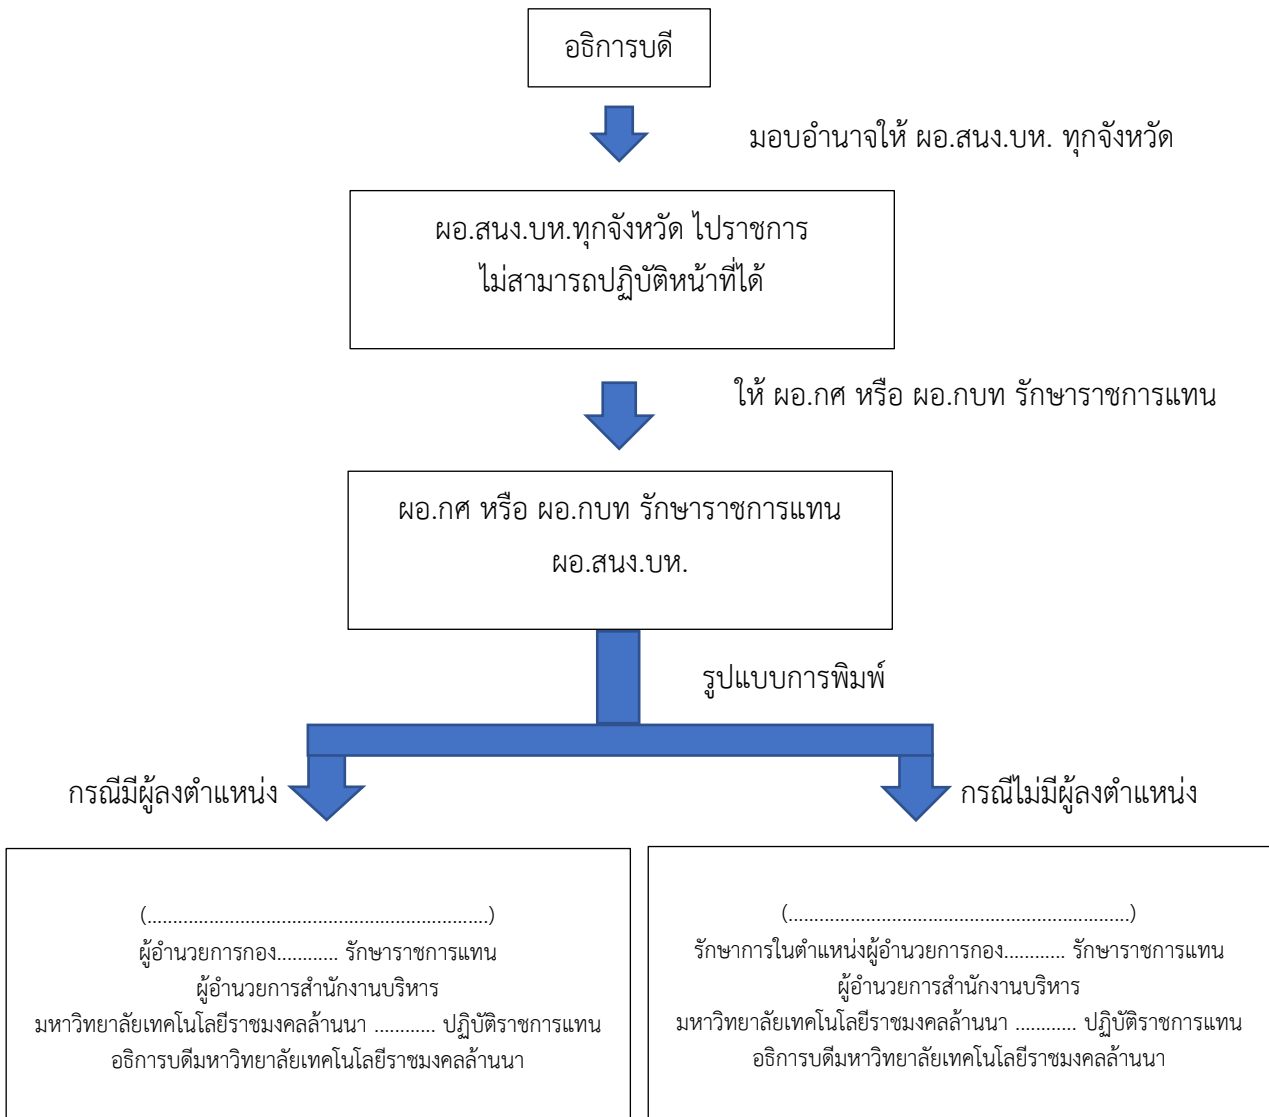 อธิการบดี
มอบอำนาจให้ ผอ.สนง.บห. ทุกจังหวัด
ผอ.สนง.บห.ทุกจังหวัด ไปราชการ
ไม่สามารถปฏิบัติหน้าที่ได้
ให้ ผอ.กศ หรือ ผอ.กบท รักษาราชการแทน
ผอ.กศ หรือ ผอ.กบท รักษาราชการแทน
ผอ.สนง.บห.
รูปแบบการพิมพ์
กรณีมีผู้ลงตำแหน่ง
กรณีไม่มีผู้ลงตำแหน่ง
(..................................................................)
ผู้อำนวยการกอง............ รักษาราชการแทน
ผู้อำนวยการสำนักงานบริหาร
มหาวิทยาลัยเทคโนโลยีราชมงคลล้านนา ............ ปฏิบัติราชการแทน
อธิการบดีมหาวิทยาลัยเทคโนโลยีราชมงคลล้านนา
(..................................................................)
รักษาการในตำแหน่งผู้อำนวยการกอง............ รักษาราชการแทน
ผู้อำนวยการสำนักงานบริหาร
มหาวิทยาลัยเทคโนโลยีราชมงคลล้านนา ............ ปฏิบัติราชการแทน
อธิการบดีมหาวิทยาลัยเทคโนโลยีราชมงคลล้านนา